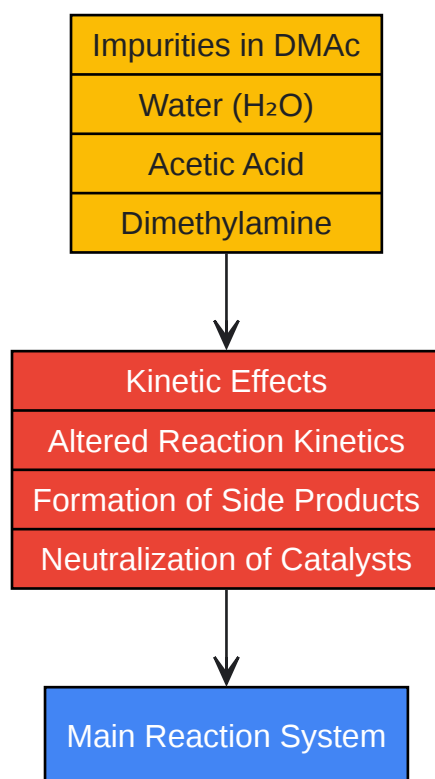 Impurities in DMAc
Water (H₂O)
Acetic Acid
Dimethylamine
Kinetic Effects
Altered Reaction Kinetics
Formation of Side Products
Neutralization of Catalysts
Main Reaction System